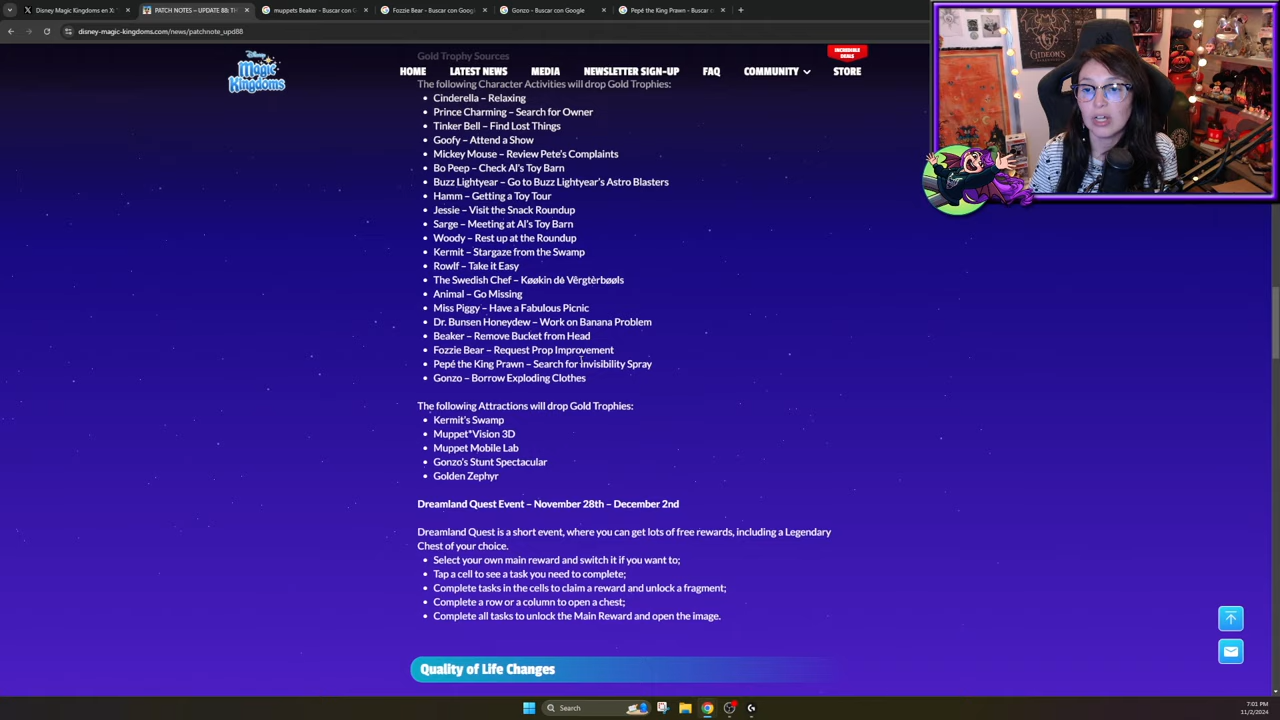 Disney Magic Kingdoms on X:
PATCH NOTES – UPDATE 88: TH
muppets Beaker - Buscar con G
Fozzie Bear - Buscar con Googl
Gonzo - Buscar con Google
Pepé the King Prawn - Buscar c
disney-magic-kingdoms.com/news/patchnote_upd88
Disney
Magic
Kingdoms
HOME
LATEST NEWS
MEDIA
NEWSLETTER SIGN-UP
FAQ
COMMUNITY
INCREDIBLE
DEALS
STORE
GIDEON'S
Gold Trophy Sources
The following Character Activities will drop Gold Trophies:
Cinderella – Relaxing
Prince Charming – Search for Owner
Tinker Bell – Find Lost Things
Goofy – Attend a Show
Mickey Mouse – Review Pete's Complaints
Bo Peep – Check Al's Toy Barn
Buzz Lightyear – Go to Buzz Lightyear's Astro Blasters
Hamm – Getting a Toy Tour
Jessie – Visit the Snack Roundup
Sarge – Meeting at Al's Toy Barn
Woody – Rest up at the Roundup
Kermit – Stargaze from the Swamp
Rowlf – Take it Easy
The Swedish Chef – Køøkin dė Vêrgtèrbøøls
Animal – Go Missing
Miss Piggy – Have a Fabulous Picnic
Dr. Bunsen Honeydew – Work on Banana Problem
Beaker – Remove Bucket from Head
Fozzie Bear – Request Prop Improvement
Pepé the King Prawn – Search for Invisibility Spray
Gonzo – Borrow Exploding Clothes
The following Attractions will drop Gold Trophies:
Kermit's Swamp
Muppet*Vision 3D
Muppet Mobile Lab
Gonzo's Stunt Spectacular
Golden Zephyr
Dreamland Quest Event – November 28th – December 2nd
Dreamland Quest is a short event, where you can get lots of free rewards, including a Legendary
Chest of your choice.
Select your own main reward and switch it if you want to;
Tap a cell to see a task you need to complete;
Complete tasks in the cells to claim a reward and unlock a fragment;
Complete a row or a column to open a chest;
Complete all tasks to unlock the Main Reward and open the image.
Quality of Life Changes
Search
7:01 PM
11/2/2024